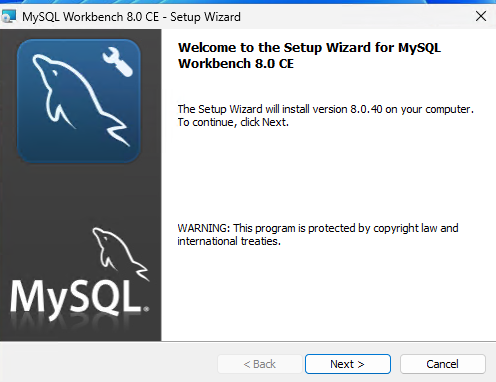 MySQL Workbench 8.0 CE - Setup Wizard
Welcome to the Setup Wizard for MySQL
Workbench 8.0 CE
The Setup Wizard will install version 8.0.40 on your computer.
To continue, click Next.
WARNING: This program is protected by copyright law and
international treaties.
MySQL®
< Back
Next >
Cancel